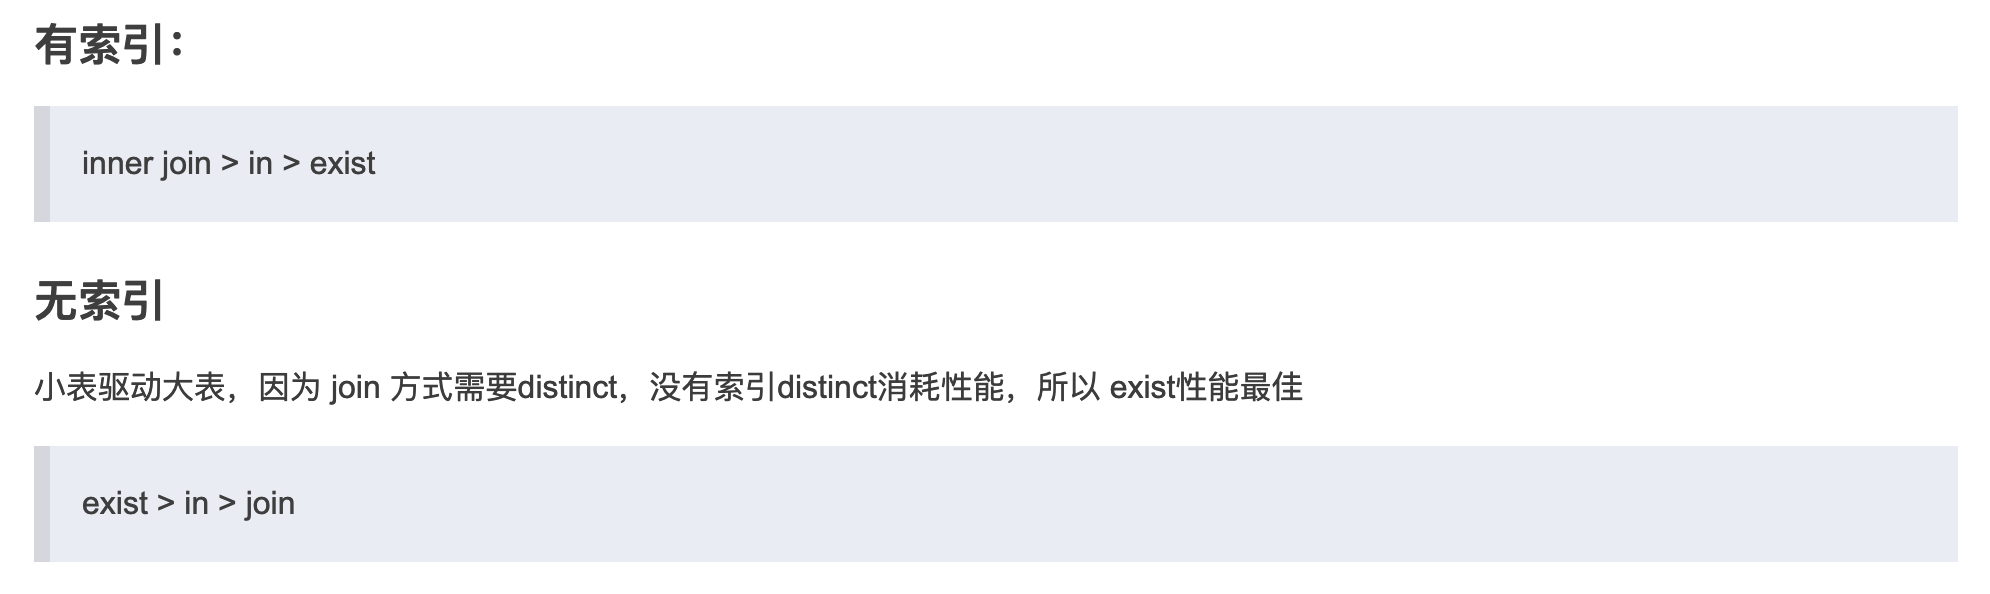 有索引：
inner join > in > exist
无索引
小表驱动大表，因为 join 方式需要distinct，没有索引distinct消耗性能，所以 exist性能最佳
exist > in > join